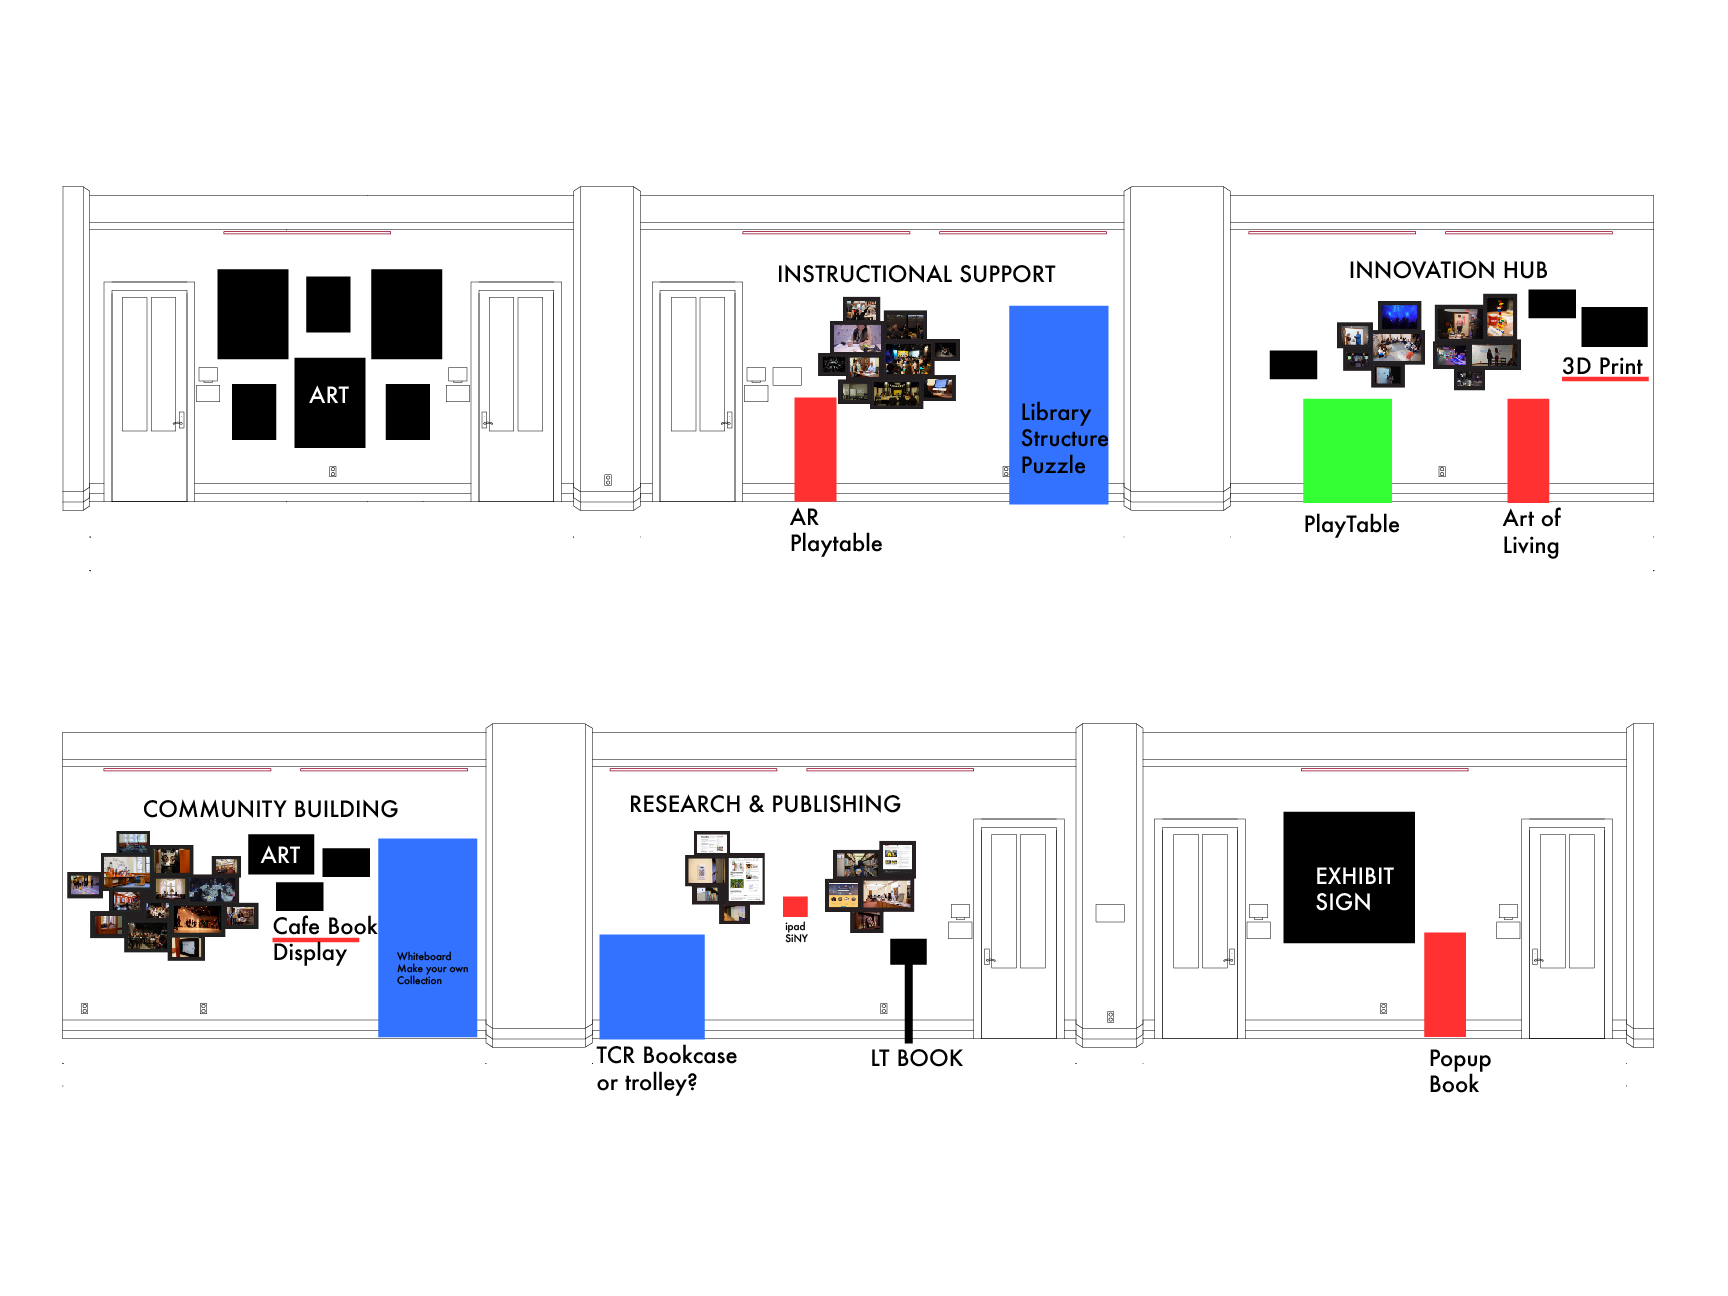 INSTRUCTIONAL SUPPORT
INNOVATION HUB
3D Print
ART
Library
Structure
Puzzle
AR
Playtable
PlayTable
Art of
Living
COMMUNITY BUILDING
ART
Cafe Book
Display
Whiteboard
Make your own
Collection
RESEARCH & PUBLISHING
ipad
SiNY
TCR Bookcase
or trolley?
LT BOOK
EXHIBIT
SIGN
Popup
Book